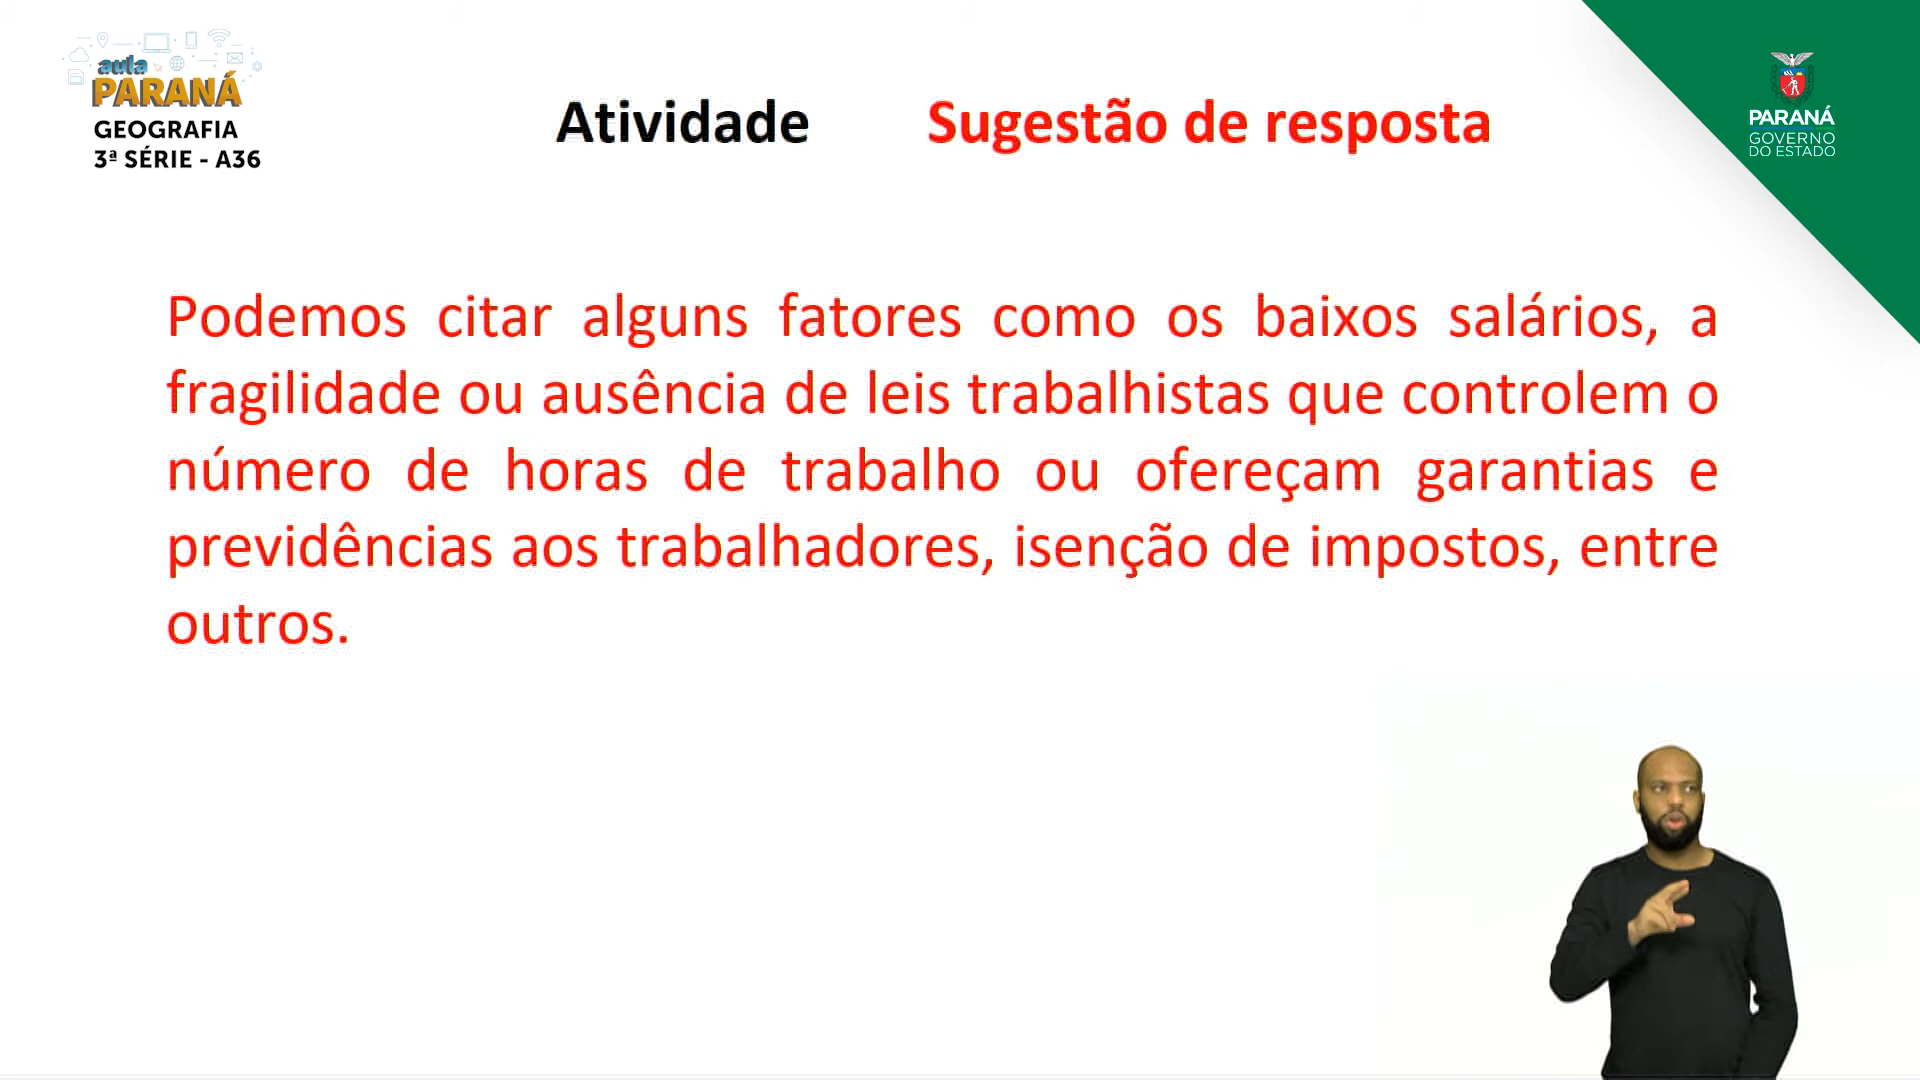 aula
PARANÁ
GEOGRAFIA
3ª SÉRIE - A36
Atividade Sugestão de resposta
PARANÁ
GOVERNO
DO ESTADO
Podemos citar alguns fatores como os baixos salários, a
fragilidade ou ausência de leis trabalhistas que controlem o
número de horas de trabalho ou ofereçam garantias e
previdências aos trabalhadores, isenção de impostos, entre
outros.